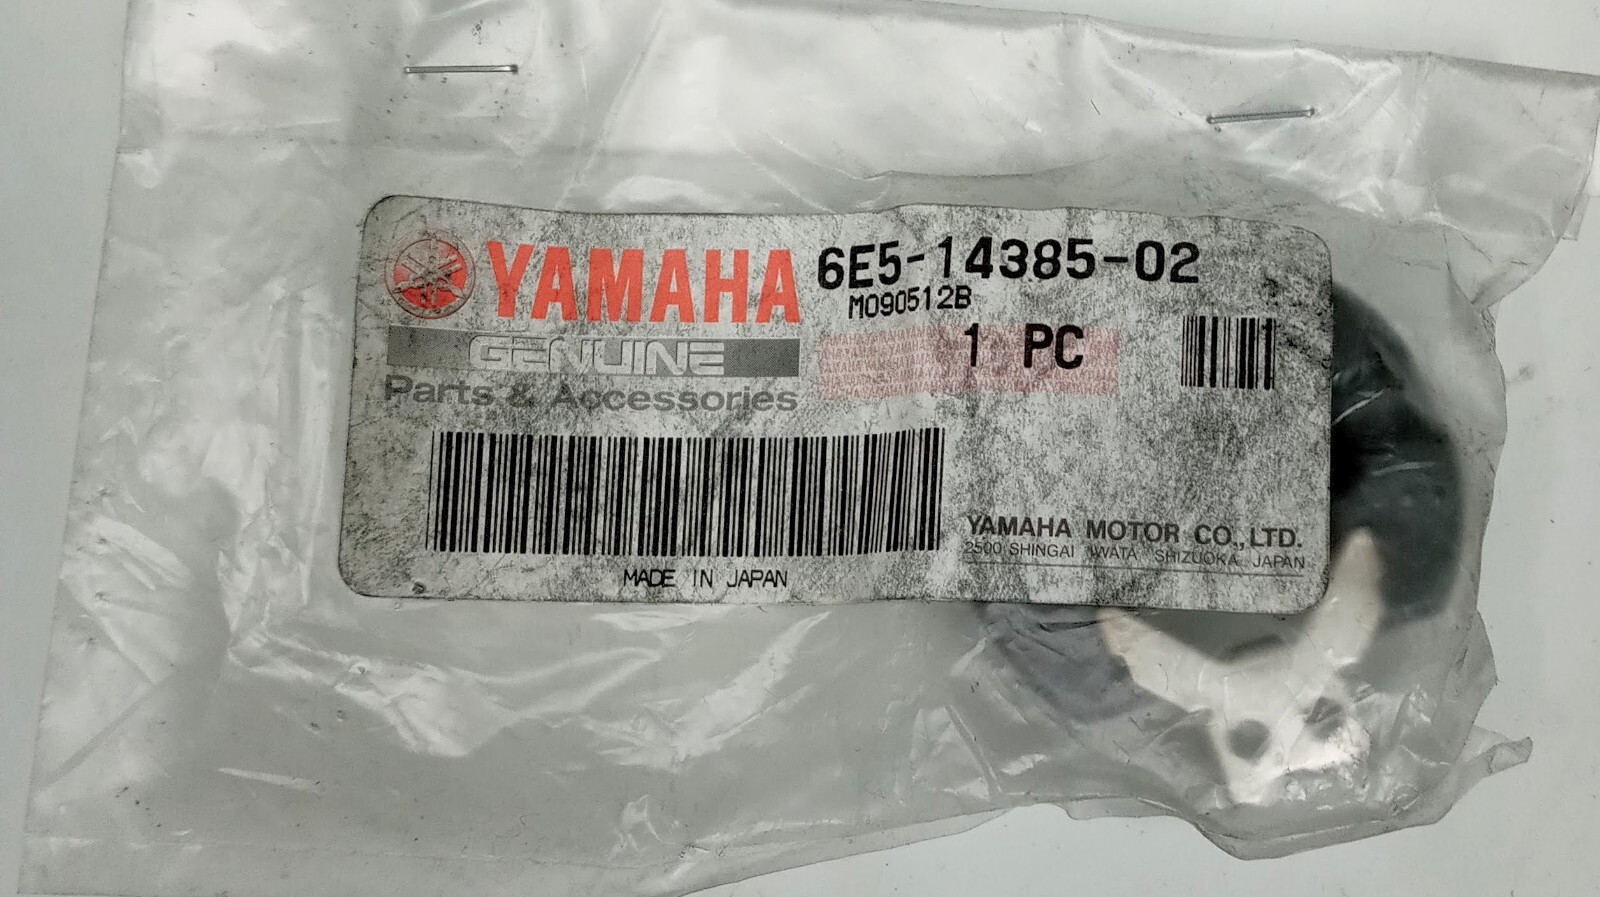 YAMAHA
GENUINE
Parts & Accessories
6E5-14385-02
M090512B
1 PC
MADE IN JAPAN
YAMAHA MOTOR CO., LTD.
2500 SHINGAI IWATA SHIZUOKA JAPAN